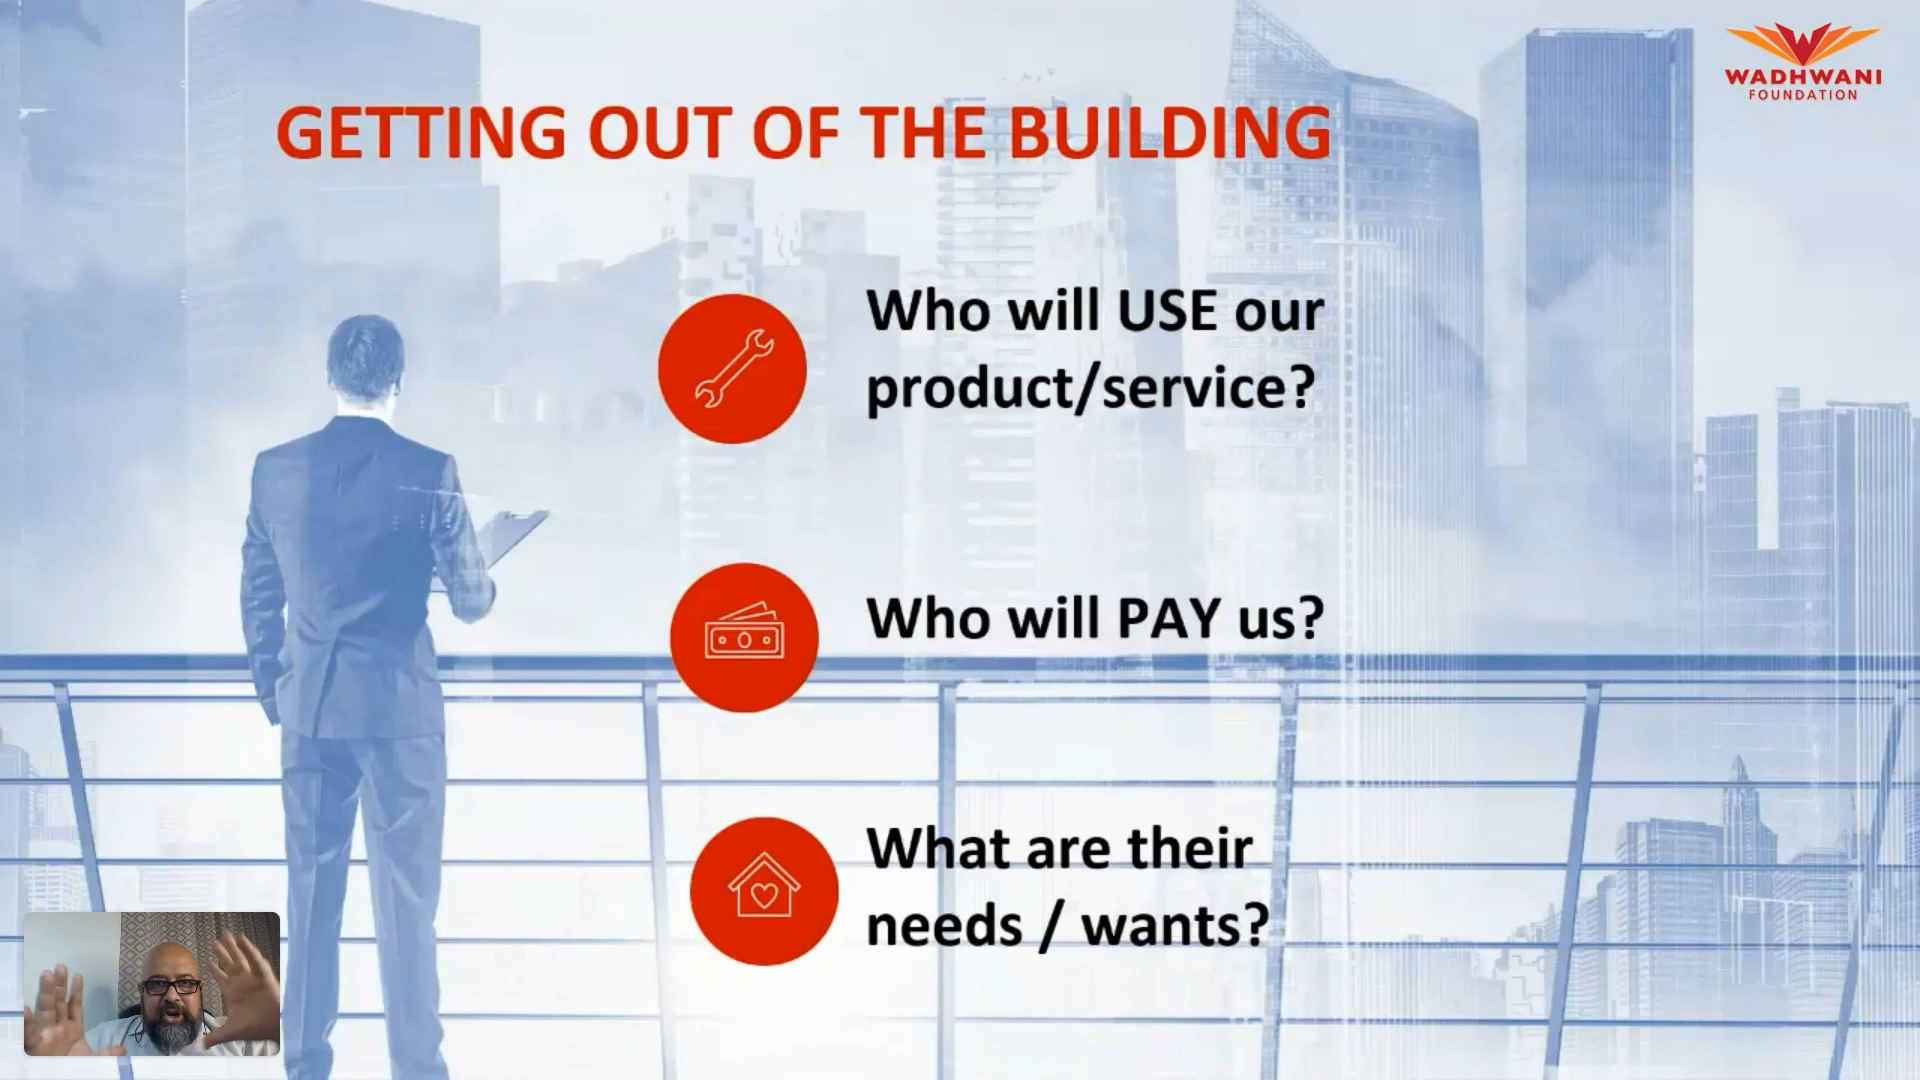 WADHWANI
FOUNDATION
GETTING OUT OF THE BUILDING
Who will USE our
product/service?
Who will PAY us?
What are their
needs / wants?